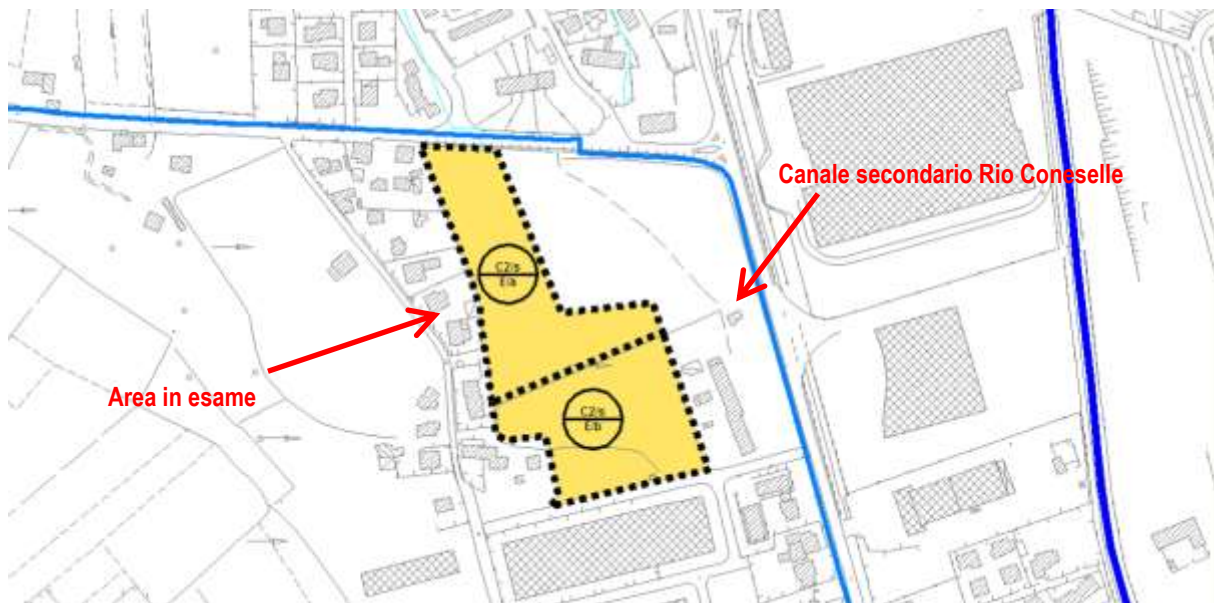 Canale secondario Rio Coneselle
C2/s
E/a
Area in esame
C2/s
E/b